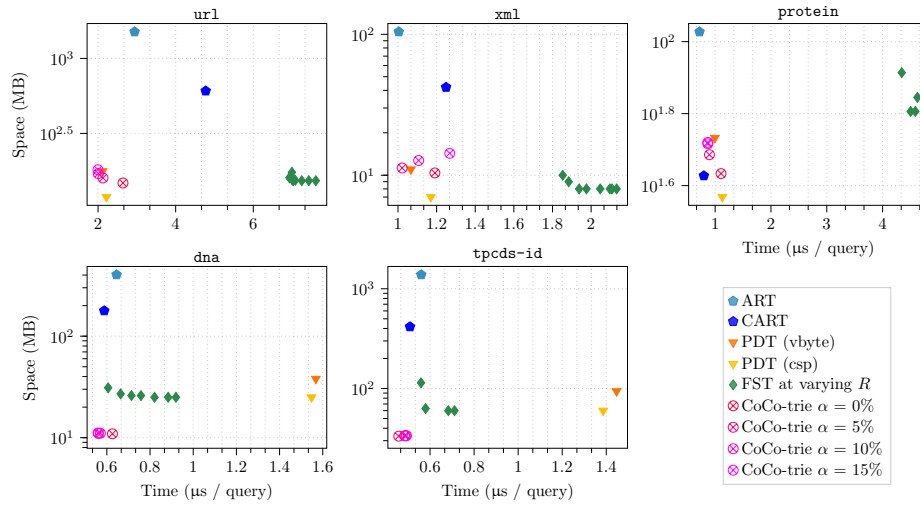 url
xml
protein
Space (MB)
10^3
10^2.5
2
4
6
10^2
10^1
1
1.2
1.4
1.6
1.8
2
10^2
10^1.8
10^1.6
1
2
3
4
Time (µs / query)
dna
tpcds-id
Space (MB)
10^2
10^1
0.6
0.8
1
1.2
1.4
1.6
Time (µs / query)
10^3
10^2
0.6
0.8
1
1.2
1.4
Time (µs / query)
ART
CART
PDT (vbyte)
PDT (csp)
FST at varying R
CoCo-trie α = 0%
CoCo-trie α = 5%
CoCo-trie α = 10%
CoCo-trie α = 15%